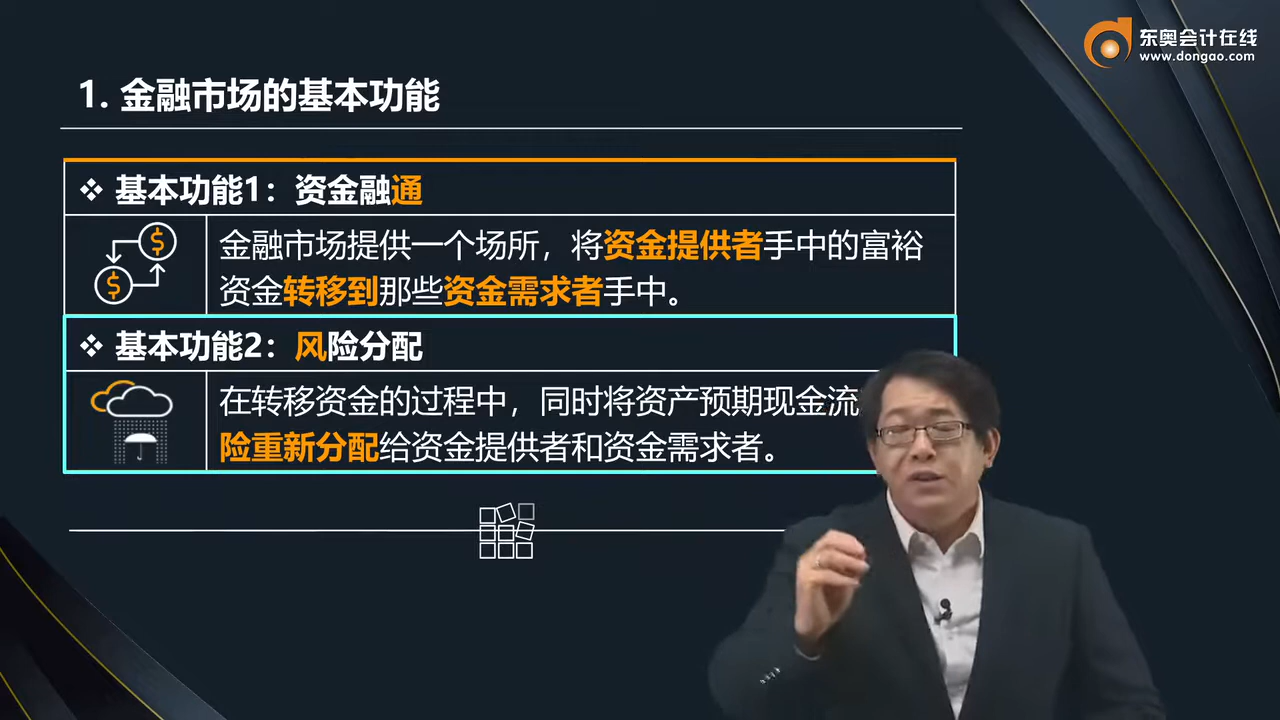 东奥会计在线
www.dongao.com
1. 金融市场的基本功能
❖ 基本功能1：资金融通
金融市场提供一个场所，将资金提供者手中的富裕
资金转移到那些资金需求者手中。
❖ 基本功能2：风险分配
在转移资金的过程中，同时将资产预期现金流
险重新分配给资金提供者和资金需求者。